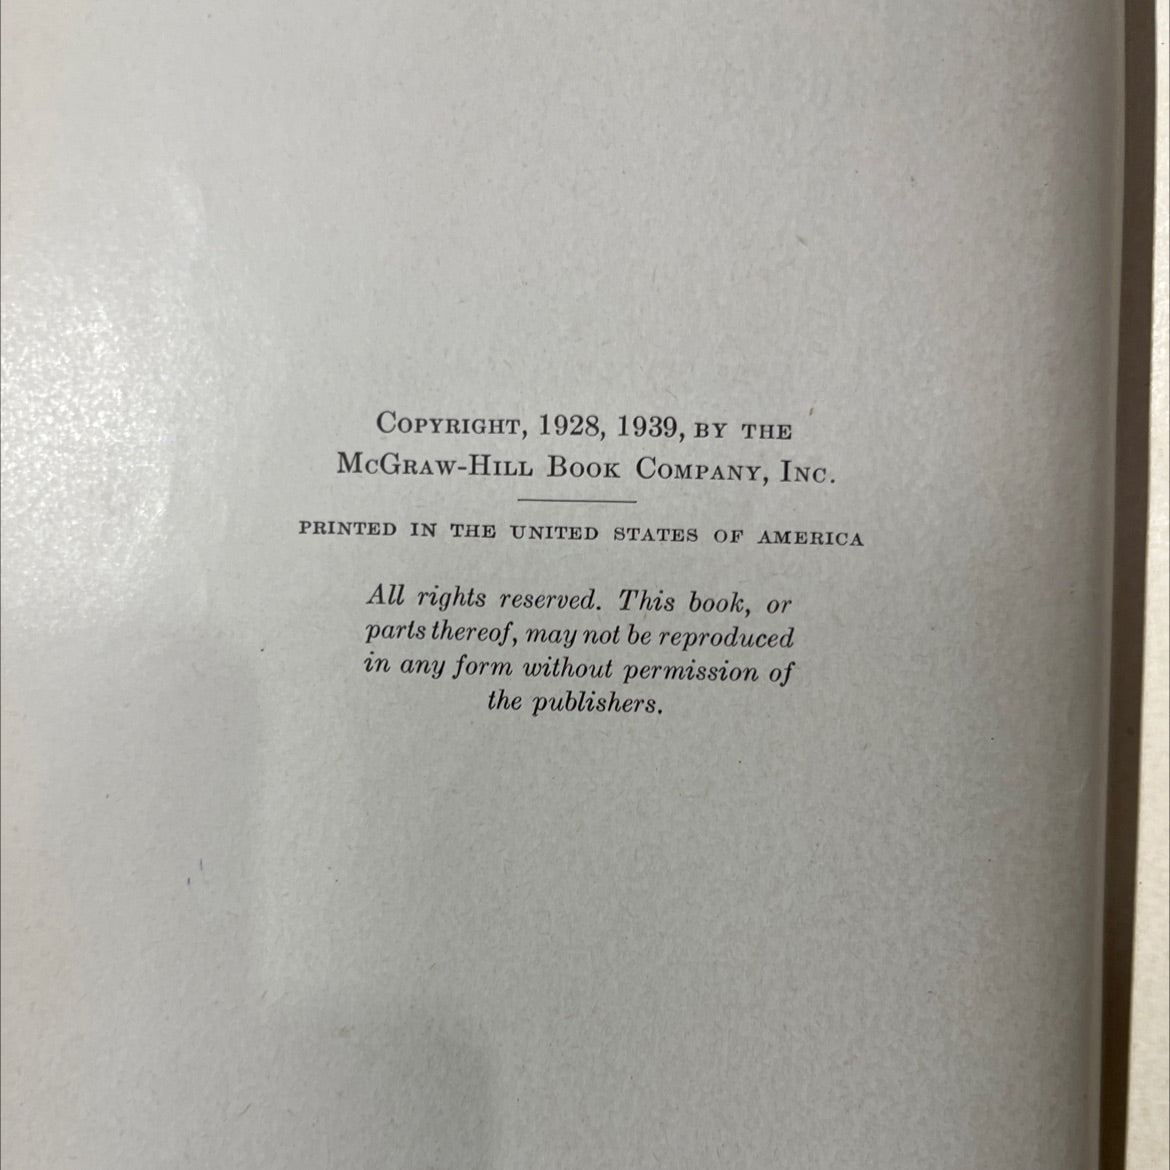 Copyright, 1928, 1939, by the
McGraw-Hill Book Company, Inc.
PRINTED IN THE UNITED STATES OF AMERICA
All rights reserved. This book, or
parts thereof, may not be reproduced
in any form without permission of
the publishers.